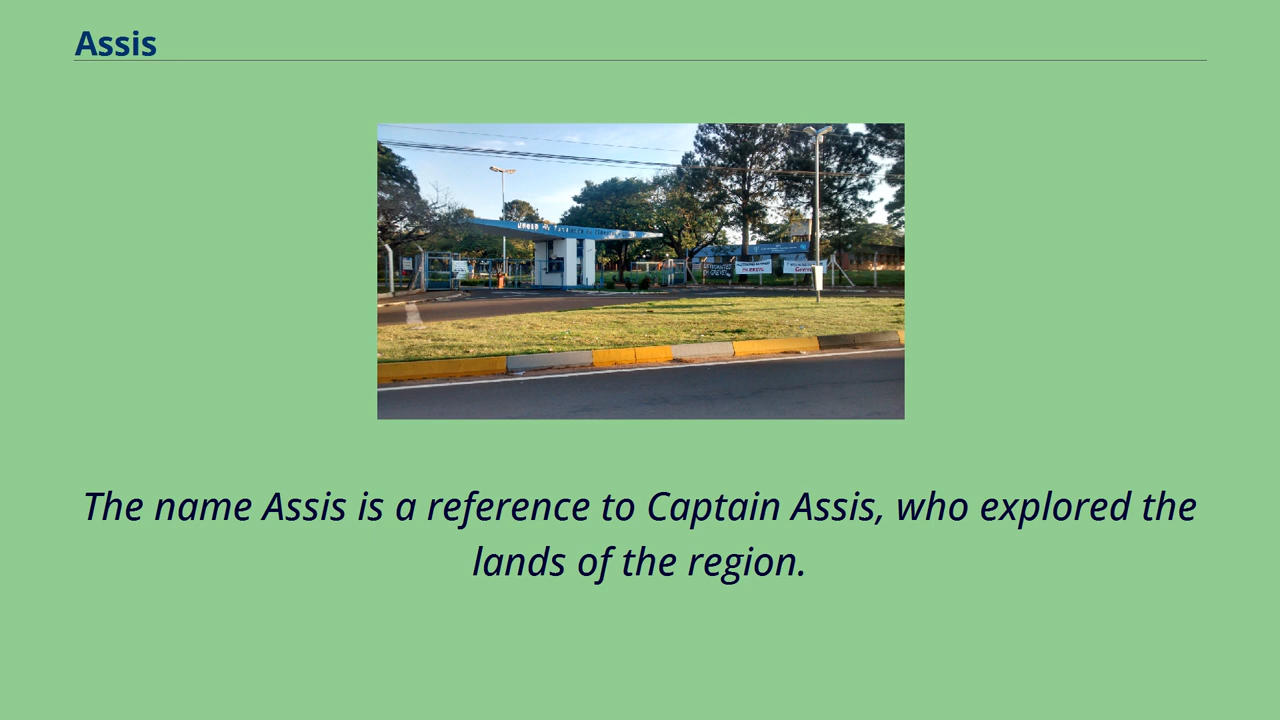 Assis
The name Assis is a reference to Captain Assis, who explored the
lands of the region.